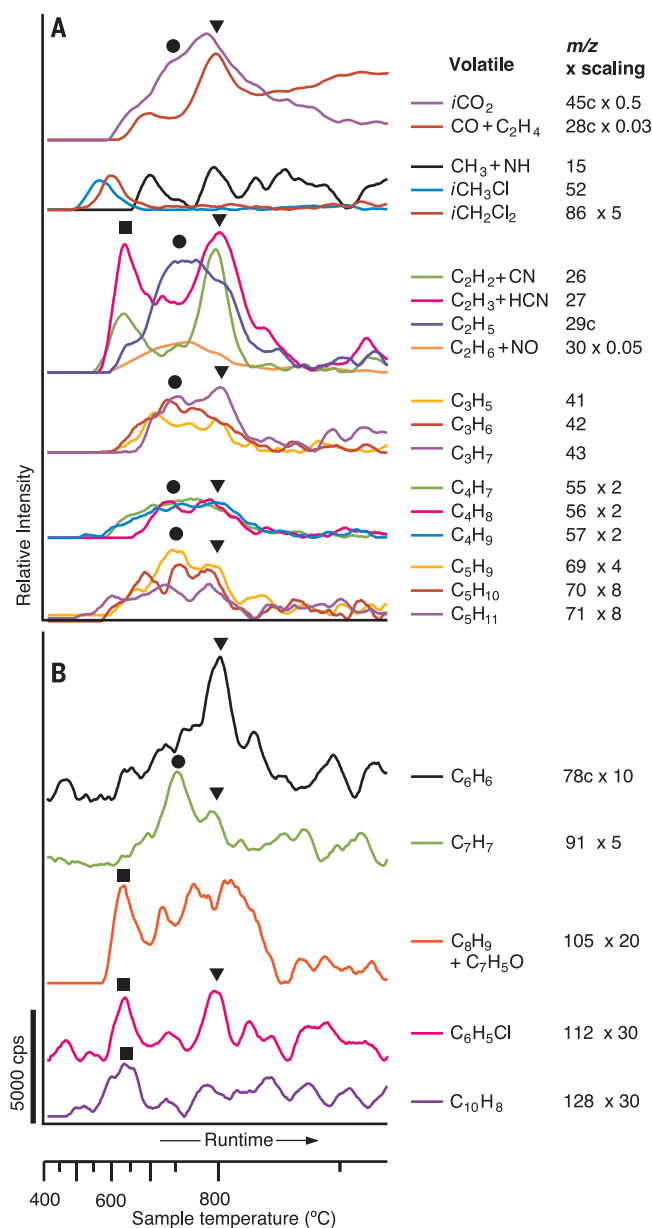 A
Volatile
m/z
x scaling
iCO₂ 45c x 0.5
CO + C₂H₄ 28c x 0.03
CH₃ + NH 15
iCH₃Cl 52
iCH₂Cl₂ 86 x 5
C₂H₂ + CN 26
C₂H₃ + HCN 27
C₂H₅ 29c
C₂H₆ + NO 30 x 0.05
C₃H₅ 41
C₃H₆ 42
C₃H₇ 43
C₄H₇ 55 x 2
C₄H₈ 56 x 2
C₄H₉ 57 x 2
C₅H₉ 69 x 4
C₅H₁₀ 70 x 8
C₅H₁₁ 71 x 8
Relative Intensity
B
C₆H₆ 78c x 10
C₇H₇ 91 x 5
C₈H₉ 105 x 20
+ C₇H₅O
C₆H₅Cl 112 x 30
C₁₀H₈ 128 x 30
5000 cps
Runtime
400 600 800
Sample temperature (ºC)